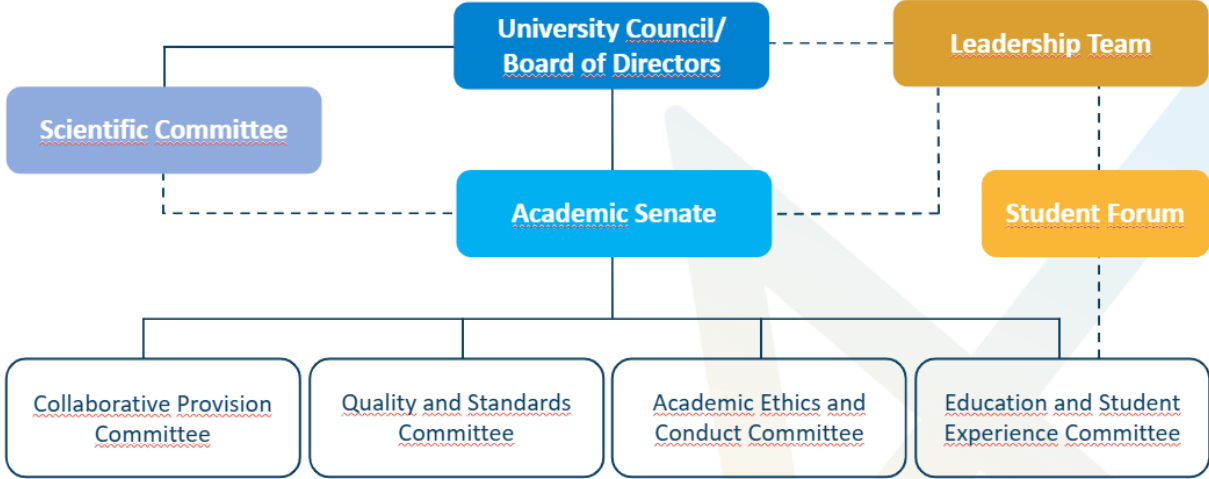 University Council/
Board of Directors
Leadership Team
Scientific Committee
Academic Senate
Student Forum
Collaborative Provision
Committee
Quality and Standards
Committee
Academic Ethics and
Conduct Committee
Education and Student
Experience Committee